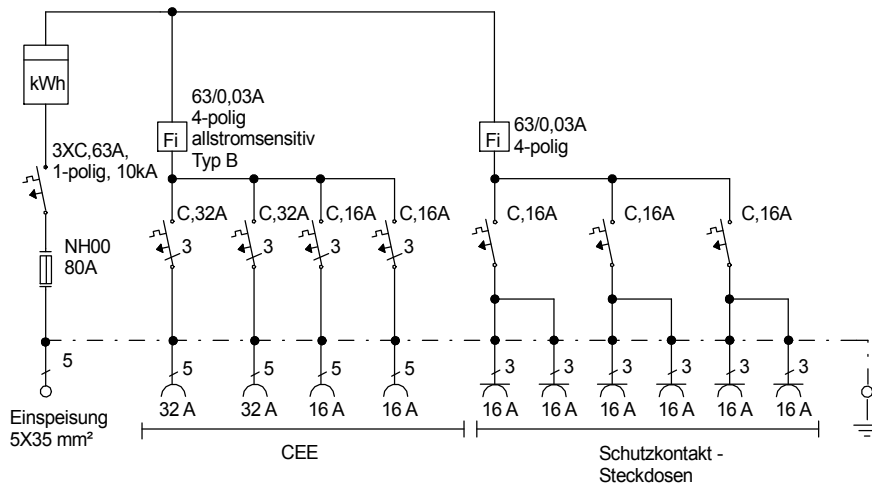 kWh
3XC,63A,
1-polig, 10kA
NH00
80A
5
Einspeisung
5X35 mm²
63/0,03A
4-polig
allstromsensitiv
Typ B
Fi
C,32A
C,32A
C,16A
C,16A
3
3
3
3
5
5
5
5
32 A
32 A
16 A
16 A
CEE
63/0,03A
4-polig
Fi
C,16A
C,16A
C,16A
3
3
3
3
3
3
16 A
16 A
16 A
16 A
16 A
16 A
Schutzkontakt -
Steckdosen